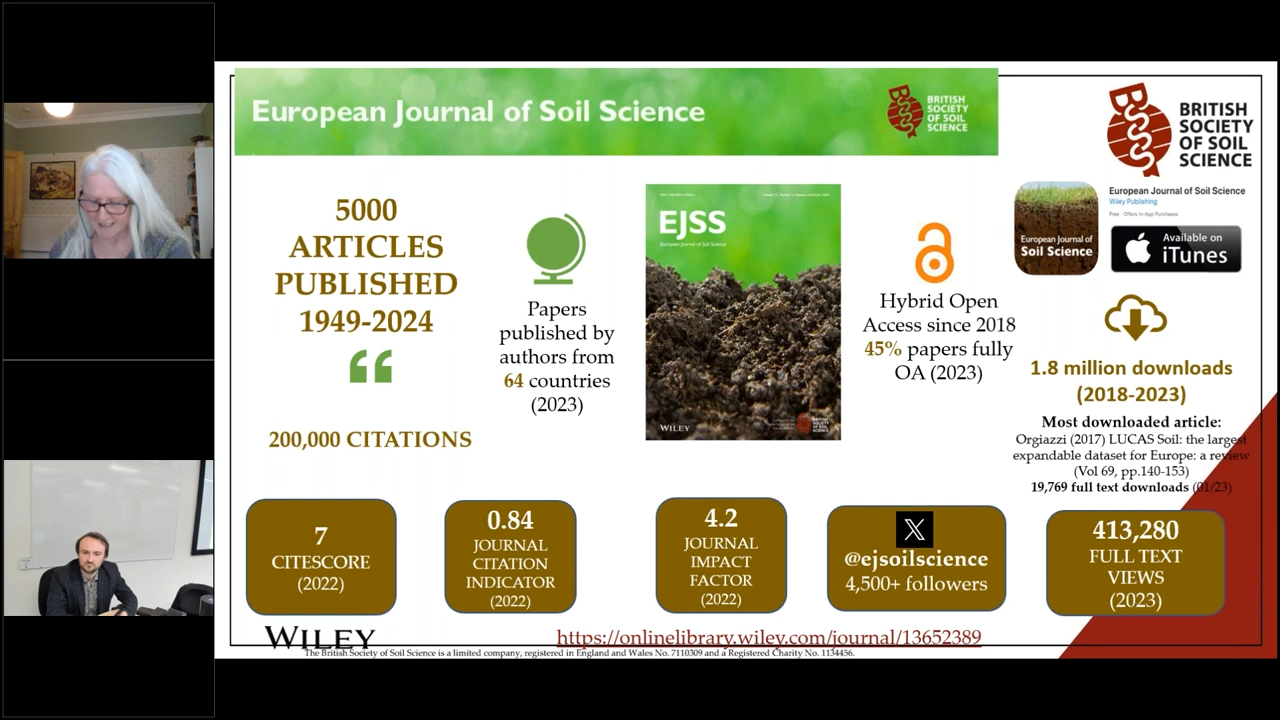 European Journal of Soil Science
BRITISH
SOCIETY
OF SOIL
SCIENCE
BRITISH
SOCIETY
OF SOIL
SCIENCE
5000
ARTICLES
PUBLISHED
1949-2024
200,000 CITATIONS
Papers
published by
authors from
64 countries
(2023)
EJSS
European Journal of Soil Science
WILEY
Hybrid Open
Access since 2018
45% papers fully
OA (2023)
European Journal of
Soil Science
European Journal of Soil Science
Wiley Publishing
Free · Offers In-App Purchases
Available on
iTunes
1.8 million downloads
(2018-2023)
Most downloaded article:
Orgiazzi (2017) LUCAS Soil: the largest
expandable dataset for Europe: a review
(Vol 69, pp.140-153)
19,769 full text downloads (01/23)
7
CITESCORE
(2022)
0.84
JOURNAL
CITATION
INDICATOR
(2022)
4.2
JOURNAL
IMPACT
FACTOR
(2022)
@ejsoilscience
4,500+ followers
413,280
FULL TEXT
VIEWS
(2023)
WILEY
https://onlinelibrary.wiley.com/journal/13652389
The British Society of Soil Science is a limited company, registered in England and Wales No. 7110309 and a Registered Charity No. 1134456.